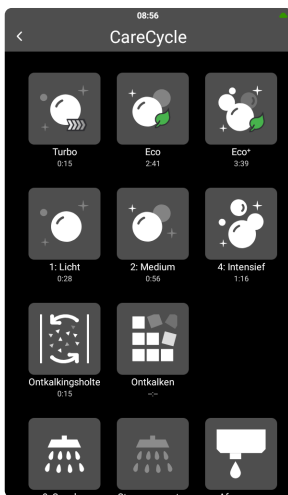 08:56
CareCycle
Turbo
Eco
Eco⁺
0:15
2:41
3:39
1: Licht
2: Medium
4: Intensief
0:28
0:56
1:16
Ontkalkingsholte
Ontkalken
0:15
–:–